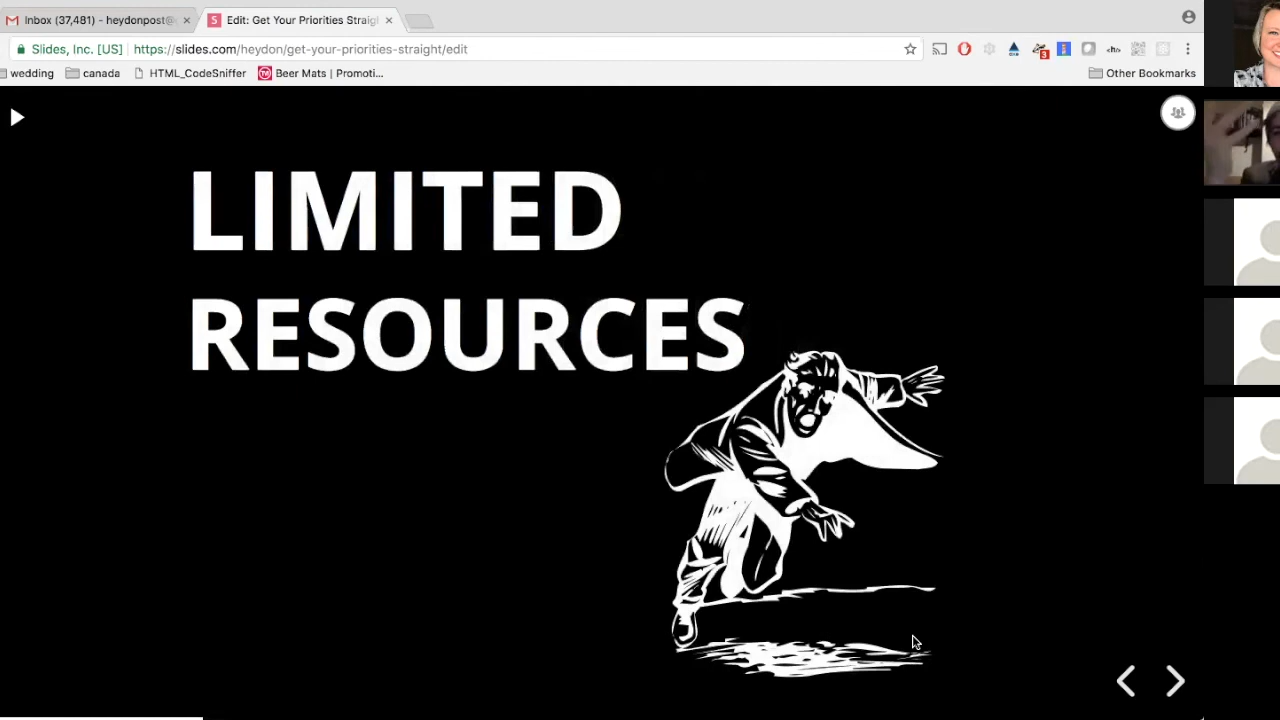 Inbox (37,481) - heydonpost@
Edit: Get Your Priorities Straigl
Slides, Inc. [US]
https://slides.com/heydon/get-your-priorities-straight/edit
wedding
canada
HTML_CodeSniffer
Beer Mats | Promoti...
Other Bookmarks
LIMITED
RESOURCES